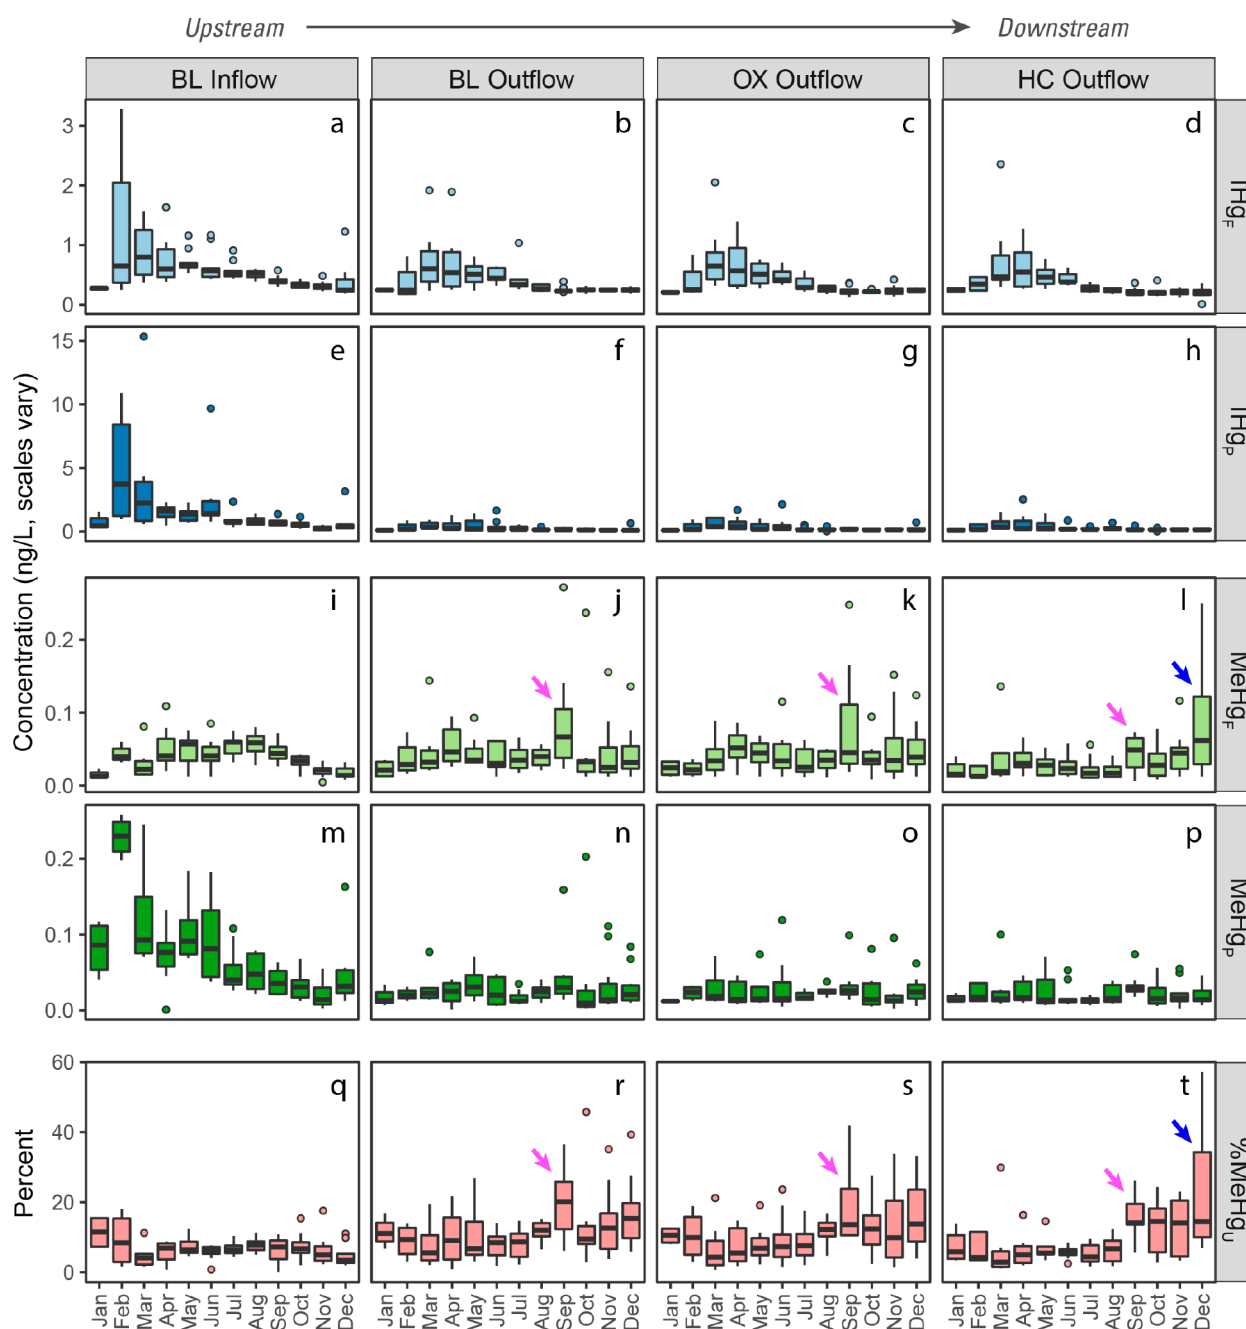 Upstream Downstream
BL Inflow BL Outflow OX Outflow HC Outflow
a b c d
3
2
1
0
IHgF
e f g h
15
10
5
0
IHgP
Concentration (ng/L, scales vary)
i j k l
0.2
0.1
0.0
MeHgF
m n o p
0.2
0.1
0.0
MeHgP
q r s t
60
40
20
0
Percent
%MeHgU
Jan Feb Mar Apr May Jun Jul Aug Sep Oct Nov Dec Jan Feb Mar Apr May Jun Jul Aug Sep Oct Nov Dec Jan Feb Mar Apr May Jun Jul Aug Sep Oct Nov Dec Jan Feb Mar Apr May Jun Jul Aug Sep Oct Nov Dec